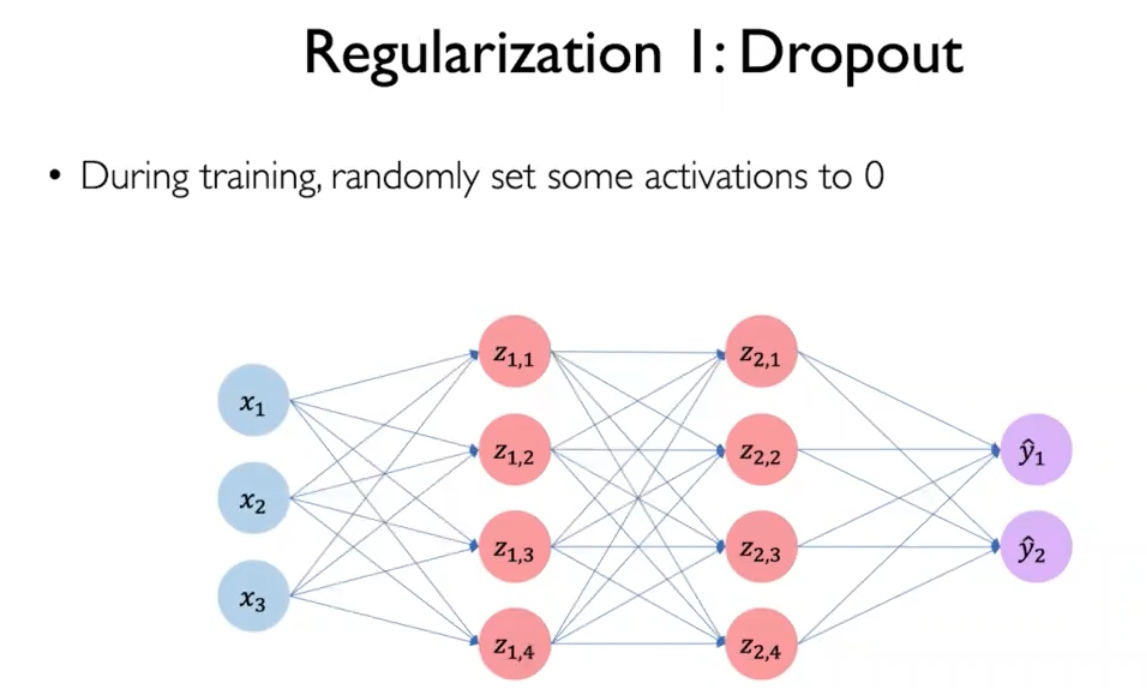 Regularization 1: Dropout
• During training, randomly set some activations to 0
z₁,₁ z₂,₁
x₁
z₁,₂ z₂,₂ ŷ₁
x₂
z₁,₃ z₂,₃ ŷ₂
x₃
z₁,₄ z₂,₄